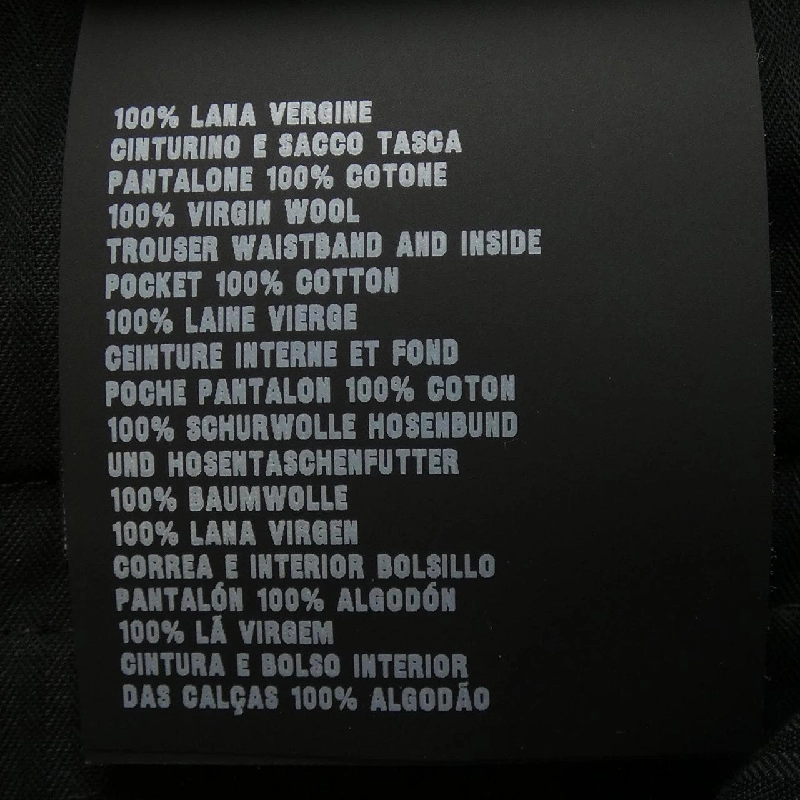 100% LANA VERGINE
CINTURINO E SACCO TASCA
PANTALONE 100% COTONE
100% VIRGIN WOOL
TROUSER WAISTBAND AND INSIDE
POCKET 100% COTTON
100% LAINE VIERGE
CEINTURE INTERNE ET FOND
POCHE PANTALON 100% COTON
100% SCHURWOLLE HOSENBUND
UND HOSENTASCHENFUTTER
100% BAUMWOLLE
100% LANA VIRGEN
CORREA E INTERIOR BOLSILLO
PANTALÓN 100% ALGODÓN
100% LÃ VIRGEM
CINTURA E BOLSO INTERIOR
DAS CALÇAS 100% ALGODÃO